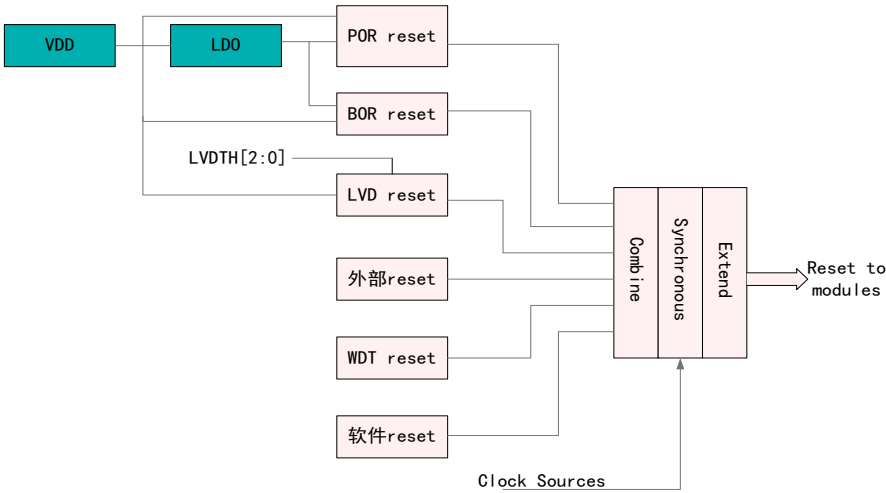 VDD
LDO
POR reset
BOR reset
LVDTH[2:0]
LVD reset
外部reset
WDT reset
软件reset
Combine
Synchronous
Extend
Reset to
modules
Clock Sources